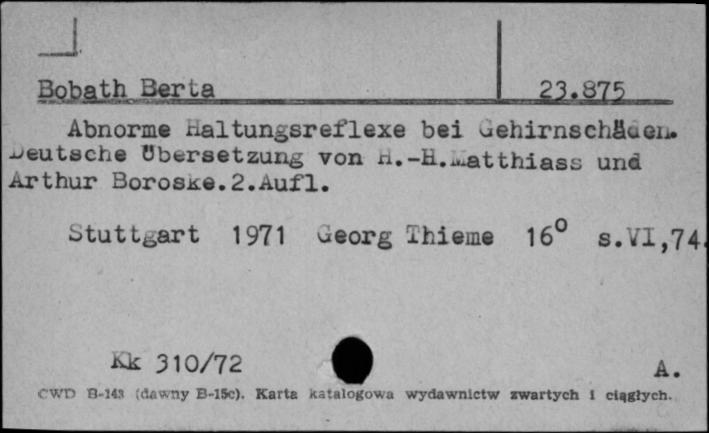 Bobath Berta 23.875
Abnorme Haltungsreflexe bei Gehirnschäden.
Deutsche Übersetzung von H.-H.Matthiass und
Arthur Boroske.2.Aufl.
Stuttgart 1971 Georg Thieme 16⁰ s.VI,74.
Kk 310/72 A.
CWD B-143 (dawny B-15c). Karta katalogowa wydawnictw zwartych i ciągłych.